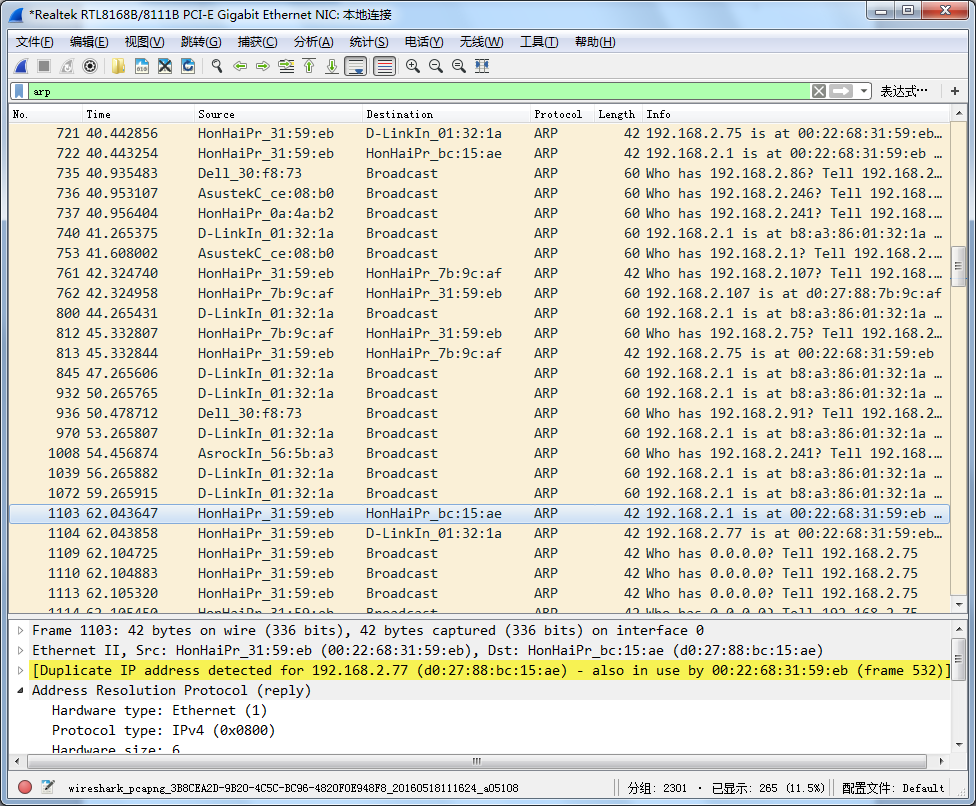 *Realtek RTL8168B/8111B PCI-E Gigabit Ethernet NIC: 本地连接
文件(F) 编辑(E) 视图(V) 跳转(G) 捕获(C) 分析(A) 统计(S) 电话(Y) 无线(W) 工具(T) 帮助(H)
arp 表达式… +
No. Time Source Destination Protocol Length Info
721 40.442856 HonHaiPr_31:59:eb D-LinkIn_01:32:1a ARP 42 192.168.2.75 is at 00:22:68:31:59:eb…
722 40.443254 HonHaiPr_31:59:eb HonHaiPr_bc:15:ae ARP 42 192.168.2.1 is at 00:22:68:31:59:eb …
735 40.935483 Dell_30:f8:73 Broadcast ARP 60 Who has 192.168.2.86? Tell 192.168.2…
736 40.953107 AsustekC_ce:08:b0 Broadcast ARP 60 Who has 192.168.2.246? Tell 192.168.…
737 40.956404 HonHaiPr_0a:4a:b2 Broadcast ARP 60 Who has 192.168.2.241? Tell 192.168.…
740 41.265375 D-LinkIn_01:32:1a Broadcast ARP 60 192.168.2.1 is at b8:a3:86:01:32:1a …
753 41.608002 AsustekC_ce:08:b0 Broadcast ARP 60 Who has 192.168.2.1? Tell 192.168.2.…
761 42.324740 HonHaiPr_31:59:eb HonHaiPr_7b:9c:af ARP 42 Who has 192.168.2.107? Tell 192.168.…
762 42.324958 HonHaiPr_7b:9c:af HonHaiPr_31:59:eb ARP 60 192.168.2.107 is at d0:27:88:7b:9c:af
800 44.265431 D-LinkIn_01:32:1a Broadcast ARP 60 192.168.2.1 is at b8:a3:86:01:32:1a …
812 45.332807 HonHaiPr_7b:9c:af HonHaiPr_31:59:eb ARP 60 Who has 192.168.2.75? Tell 192.168.2…
813 45.332844 HonHaiPr_31:59:eb HonHaiPr_7b:9c:af ARP 42 192.168.2.75 is at 00:22:68:31:59:eb
845 47.265606 D-LinkIn_01:32:1a Broadcast ARP 60 192.168.2.1 is at b8:a3:86:01:32:1a …
932 50.265765 D-LinkIn_01:32:1a Broadcast ARP 60 192.168.2.1 is at b8:a3:86:01:32:1a …
936 50.478712 Dell_30:f8:73 Broadcast ARP 60 Who has 192.168.2.91? Tell 192.168.2…
970 53.265807 D-LinkIn_01:32:1a Broadcast ARP 60 192.168.2.1 is at b8:a3:86:01:32:1a …
1008 54.456874 AsrockIn_56:5b:a3 Broadcast ARP 60 Who has 192.168.2.241? Tell 192.168.…
1039 56.265882 D-LinkIn_01:32:1a Broadcast ARP 60 192.168.2.1 is at b8:a3:86:01:32:1a …
1072 59.265915 D-LinkIn_01:32:1a Broadcast ARP 60 192.168.2.1 is at b8:a3:86:01:32:1a …
1103 62.043647 HonHaiPr_31:59:eb HonHaiPr_bc:15:ae ARP 42 192.168.2.1 is at 00:22:68:31:59:eb …
1104 62.043858 HonHaiPr_31:59:eb D-LinkIn_01:32:1a ARP 42 192.168.2.77 is at 00:22:68:31:59:eb…
1109 62.104725 HonHaiPr_31:59:eb Broadcast ARP 42 Who has 0.0.0.0? Tell 192.168.2.75
1110 62.104883 HonHaiPr_31:59:eb Broadcast ARP 42 Who has 0.0.0.0? Tell 192.168.2.75
1113 62.105320 HonHaiPr_31:59:eb Broadcast ARP 42 Who has 0.0.0.0? Tell 192.168.2.75
1114 62.105450 HonHaiPr_31:59:eb Broadcast ARP 42 Who has 0.0.0.0? Tell 192.168.2.75
Frame 1103: 42 bytes on wire (336 bits), 42 bytes captured (336 bits) on interface 0
Ethernet II, Src: HonHaiPr_31:59:eb (00:22:68:31:59:eb), Dst: HonHaiPr_bc:15:ae (d0:27:88:bc:15:ae)
[Duplicate IP address detected for 192.168.2.77 (d0:27:88:bc:15:ae) - also in use by 00:22:68:31:59:eb (frame 532)]
Address Resolution Protocol (reply)
Hardware type: Ethernet (1)
Protocol type: IPv4 (0x0800)
Hardware size: 6
wireshark_pcapng_3B8CEA2D-9B20-4C5C-BC96-4820F0E948F8_20160518111624_a05108 分组: 2301 · 已显示: 265 (11.5%) 配置文件: Default